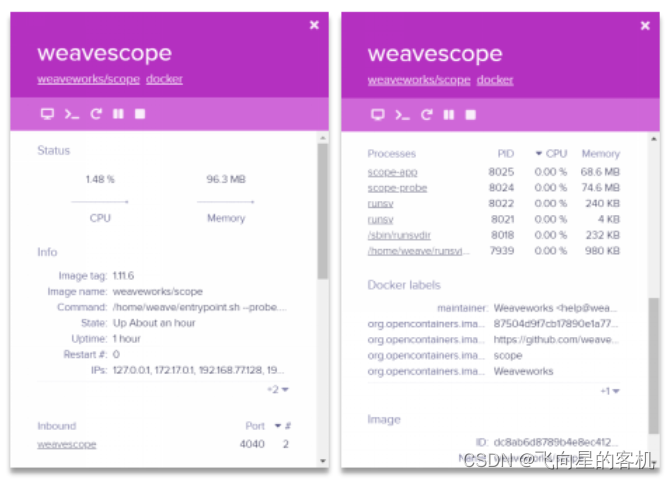 weavescope
weaveworks/scope docker
Status
1.48 % 96.3 MB
CPU Memory
Info
Image tag: 1.11.6
Image name: weaveworks/scope
Command: /home/weave/entrypoint.sh --probe....
State: Up About an hour
Uptime: 1 hour
Restart #: 0
IPs: 127.0.0.1, 172.17.0.1, 192.168.77.128, 19...
+2
Inbound Port #
weavescope 4040 2
weavescope
weaveworks/scope docker
Processes PID CPU Memory
scope-app 8025 0.00 % 68.6 MB
scope-probe 8024 0.00 % 74.6 MB
runsv 8022 0.00 % 240 KB
runsv 8021 0.00 % 4 KB
/sbin/runsvdir 8018 0.00 % 232 KB
/home/weave/runsvi... 7939 0.00 % 980 KB
Docker labels
maintainer: Weaveworks <help@wea...
org.opencontainers.ima... 87504d9f7cb17890e1a77...
org.opencontainers.ima... https://github.com/weave...
org.opencontainers.ima... scope
org.opencontainers.ima... Weaveworks
+1
Image
ID: dc8ab6d8789b4e8ec412...
Name: weaveworks/scope
CSDN @飞向星的客机